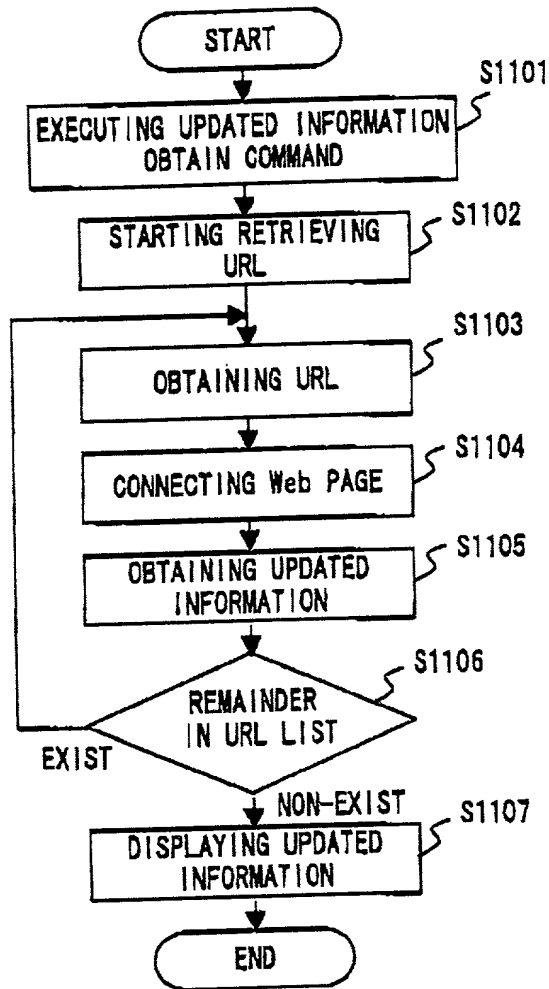 START
S1101
EXECUTING UPDATED INFORMATION
OBTAIN COMMAND
S1102
STARTING RETRIEVING
URL
S1103
OBTAINING URL
S1104
CONNECTING Web PAGE
S1105
OBTAINING UPDATED
INFORMATION
S1106
REMAINDER
IN URL LIST
EXIST
NON-EXIST
S1107
DISPLAYING UPDATED
INFORMATION
END